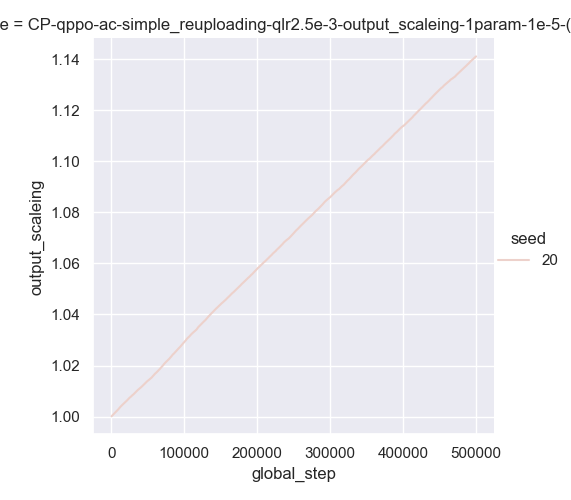 e = CP-qppo-ac-simple_reuploading-qlr2.5e-3-output_scaleing-1param-1e-5-(
1.14
1.12
1.10
1.08
1.06
1.04
1.02
1.00
output_scaleing
0 100000 200000 300000 400000 500000
global_step
seed
20